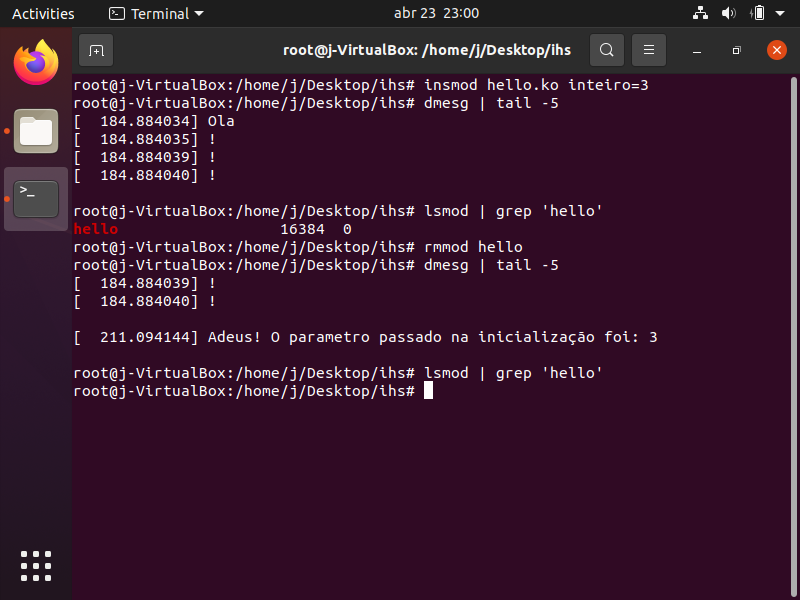 Activities Terminal abr 23 23:00
root@j-VirtualBox: /home/j/Desktop/ihs
root@j-VirtualBox:/home/j/Desktop/ihs# insmod hello.ko inteiro=3
root@j-VirtualBox:/home/j/Desktop/ihs# dmesg | tail -5
[  184.884034] Ola
[  184.884035] !
[  184.884039] !
[  184.884040] !
root@j-VirtualBox:/home/j/Desktop/ihs# lsmod | grep 'hello'
hello                  16384  0
root@j-VirtualBox:/home/j/Desktop/ihs# rmmod hello
root@j-VirtualBox:/home/j/Desktop/ihs# dmesg | tail -5
[  184.884039] !
[  184.884040] !
[  211.094144] Adeus! O parametro passado na inicialização foi: 3
root@j-VirtualBox:/home/j/Desktop/ihs# lsmod | grep 'hello'
root@j-VirtualBox:/home/j/Desktop/ihs#